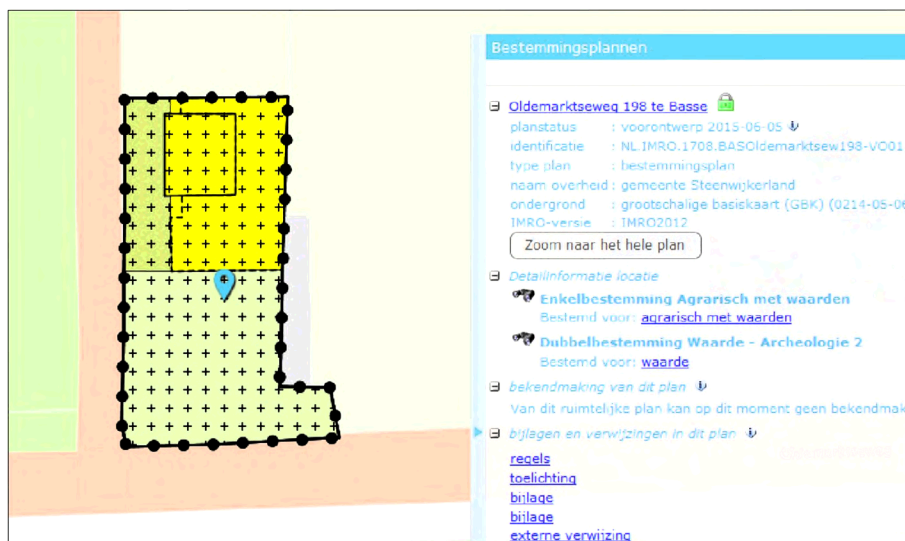 Bestemmingsplannen
Oldemarktseweg 198 te Basse
planstatus : voorontwerp 2015-06-05
identificatie : NL.IMRO.1708.BASOldemarktsew198-VO01
type plan : bestemmingsplan
naam overheid : gemeente Steenwijkerland
ondergrond : grootschalige basiskaart (GBK) (0214-05-06
IMRO-versie : IMRO2012
Zoom naar het hele plan
Detailinformatie locatie
Enkelbestemming Agrarisch met waarden
Bestemd voor: agrarisch met waarden
Dubbelbestemming Waarde - Archeologie 2
Bestemd voor: waarde
bekendmaking van dit plan
Van dit ruimtelijke plan kan op dit moment geen bekendmak
bijlagen en verwijzingen in dit plan
regels
toelichting
bijlage
bijlage
externe verwijzing